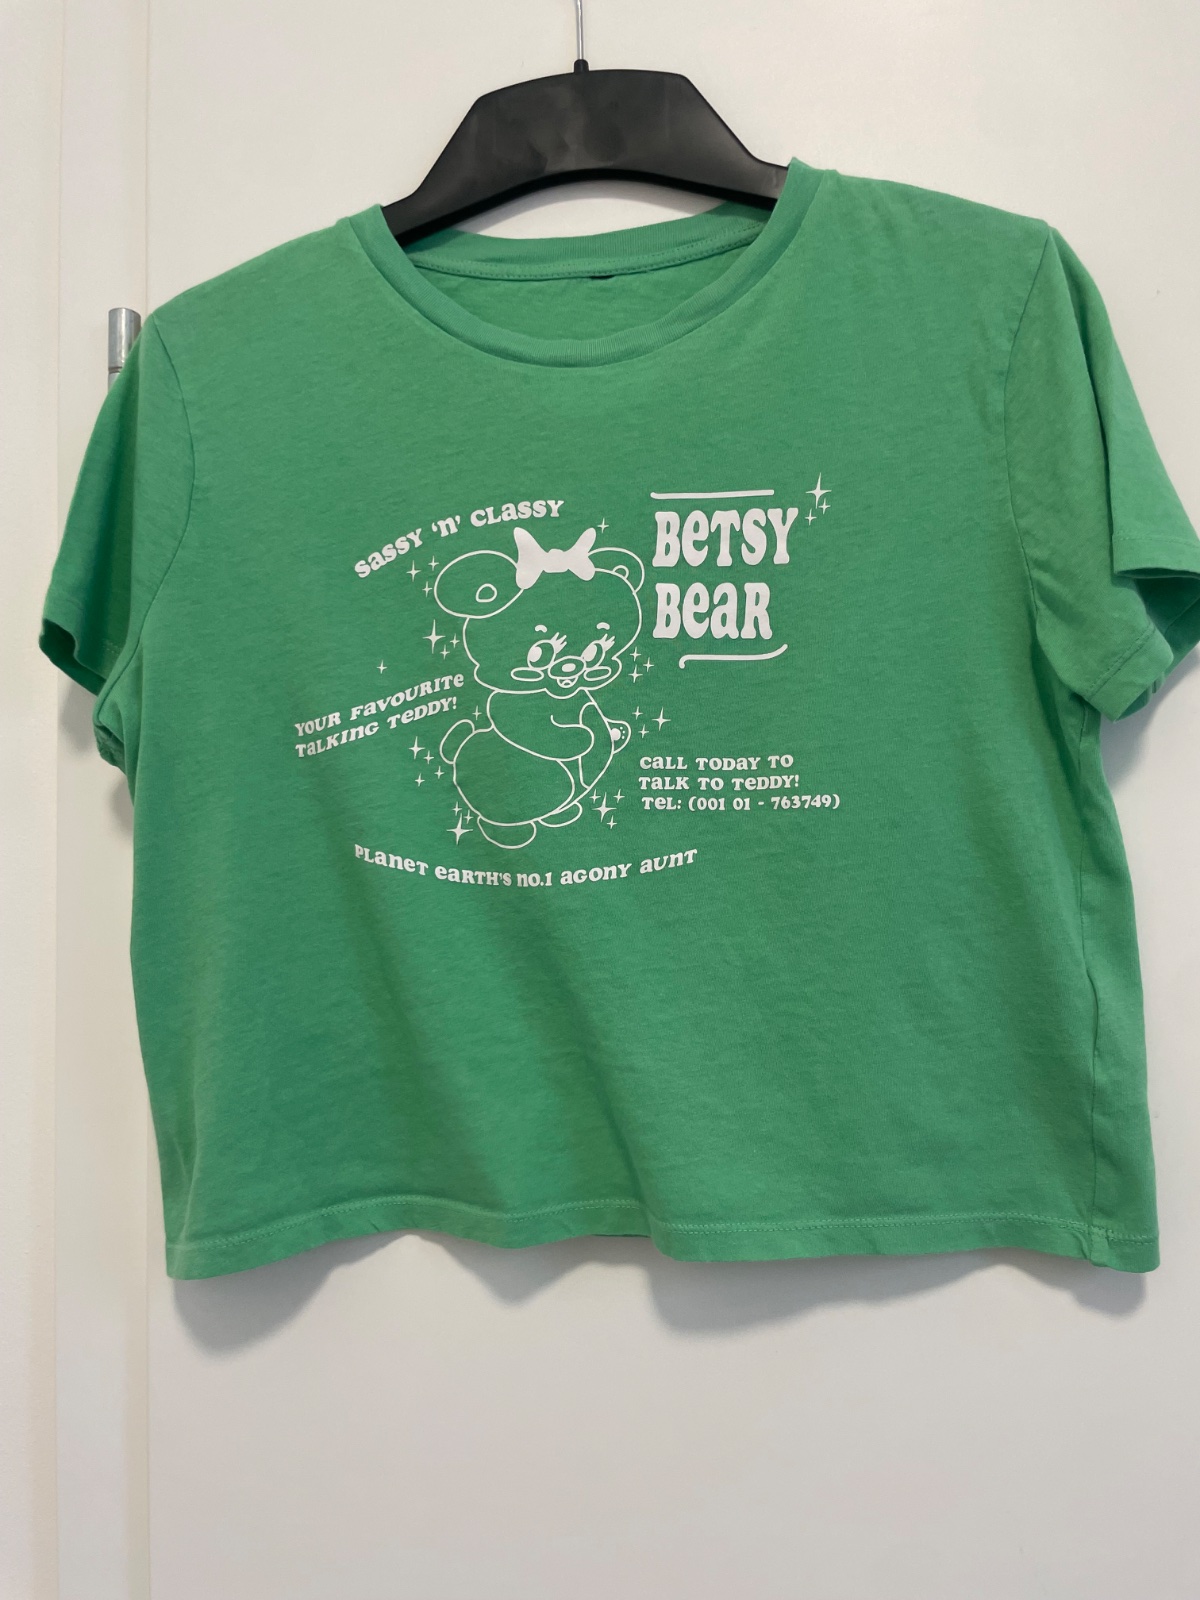 SASSY 'N' CLASSY
BETSY
BEAR
YOUR FAVOURITE
TALKING TEDDY!
CALL TODAY TO
TALK TO TEDDY!
TEL: (001 01 - 763749)
PLANET EARTH'S NO.1 AGONY AUNT